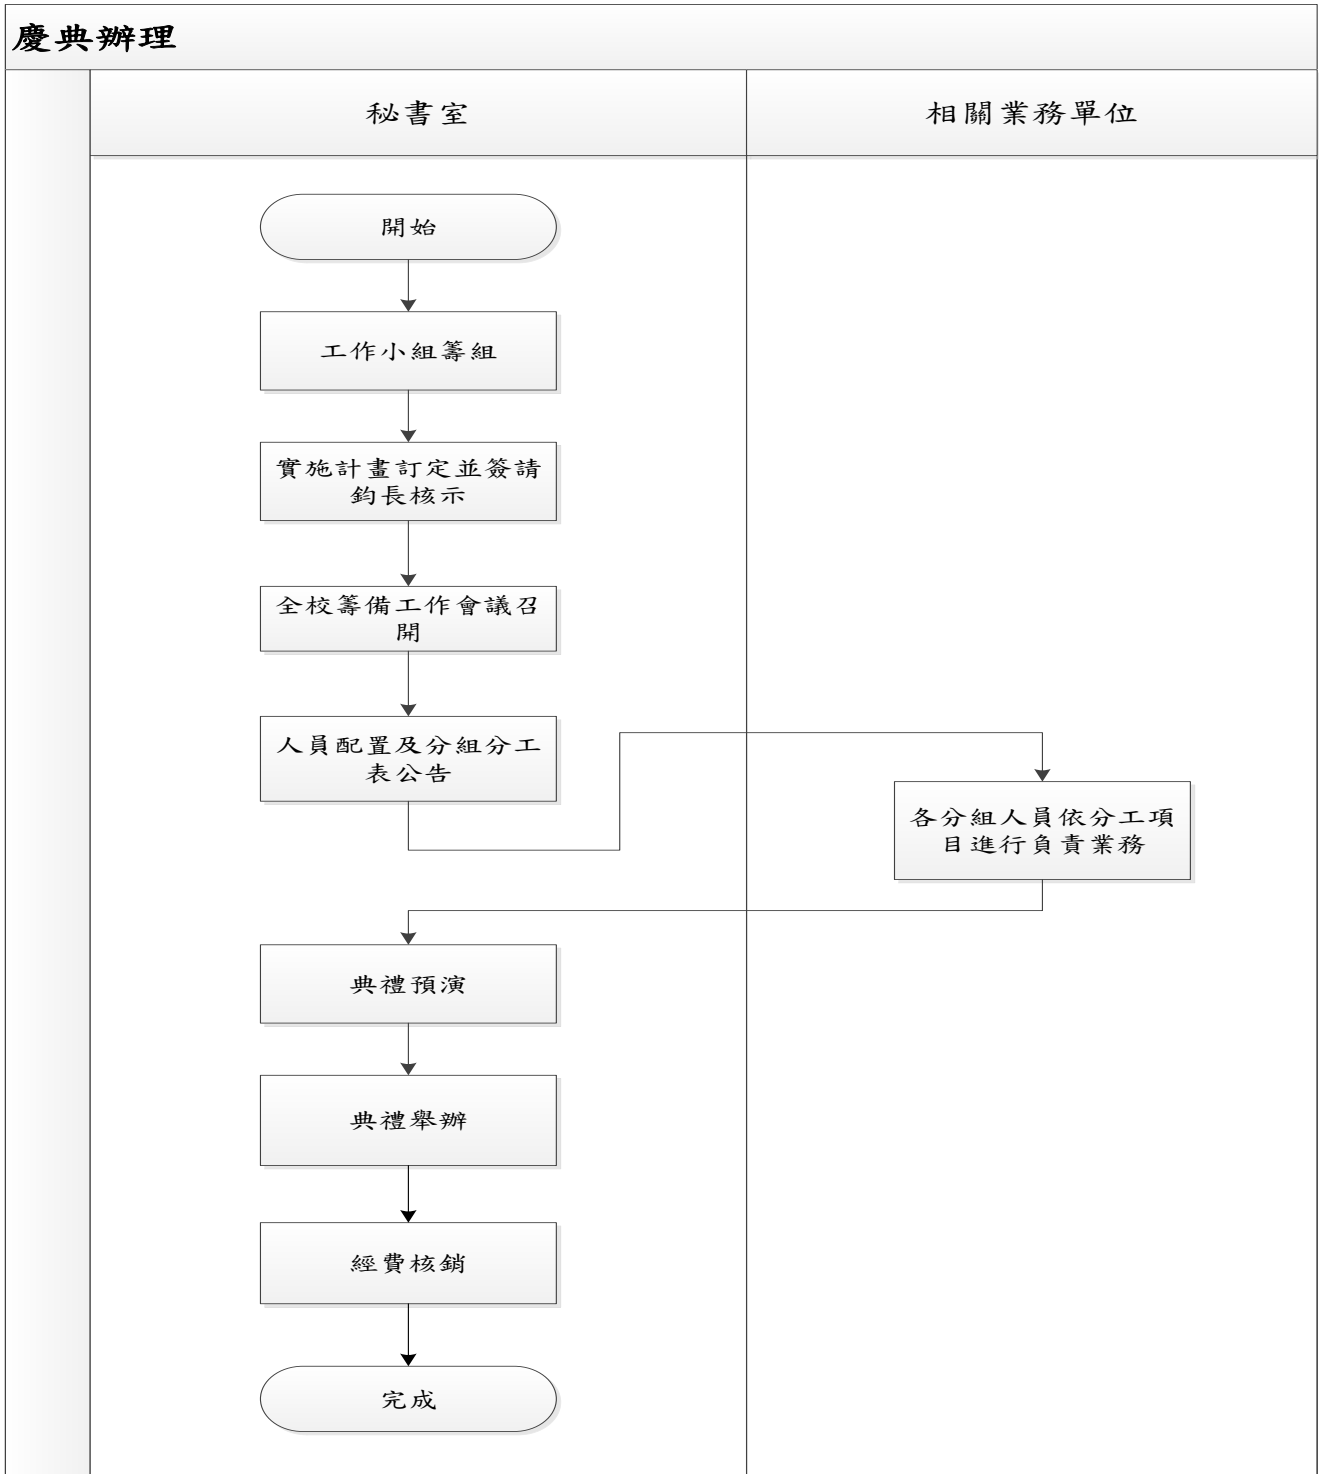 慶典辦理
秘書室
相關業務單位
開始
工作小組籌組
實施計畫訂定並簽請
鈞長核示
全校籌備工作會議召
開
人員配置及分組分工
表公告
各分組人員依分工項
目進行負責業務
典禮預演
典禮舉辦
經費核銷
完成